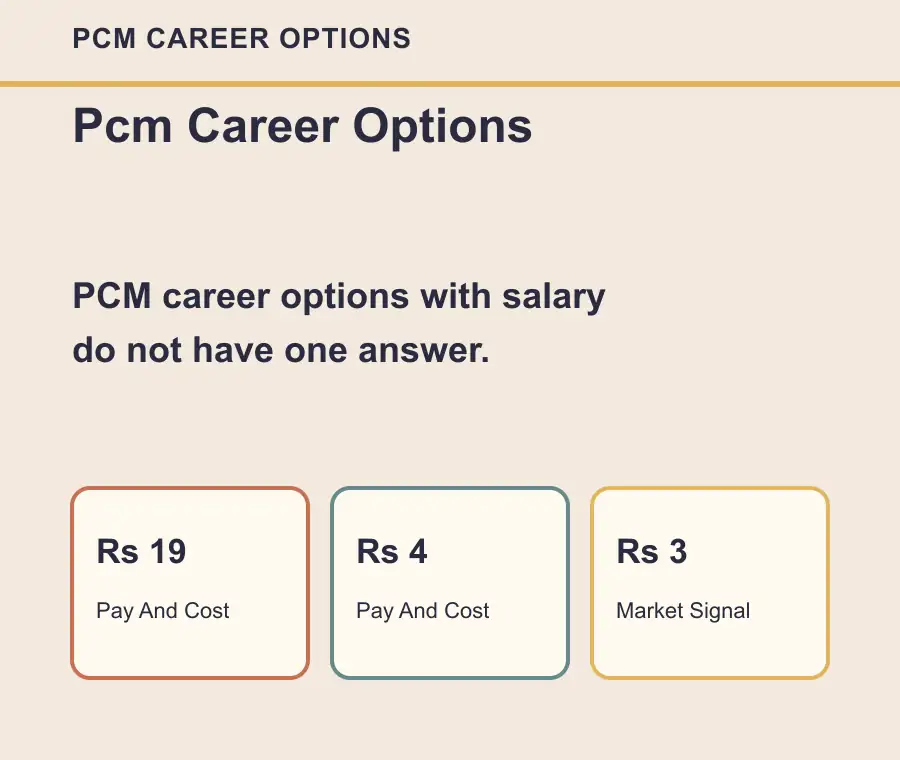 PCM CAREER OPTIONS
Pcm Career Options
PCM career options with salary
do not have one answer.
Rs 19
Pay And Cost
Rs 4
Pay And Cost
Rs 3
Market Signal